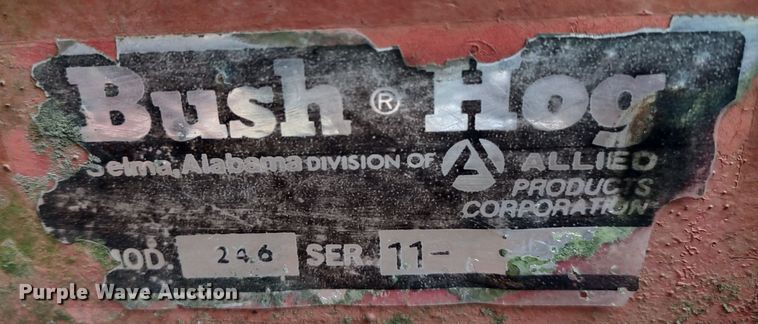 Bush ® Hog
Selma, Alabama DIVISION OF ALLIED
PRODUCTS
CORPORATION
MOD. 246 SER. 11-
Purple Wave Auction